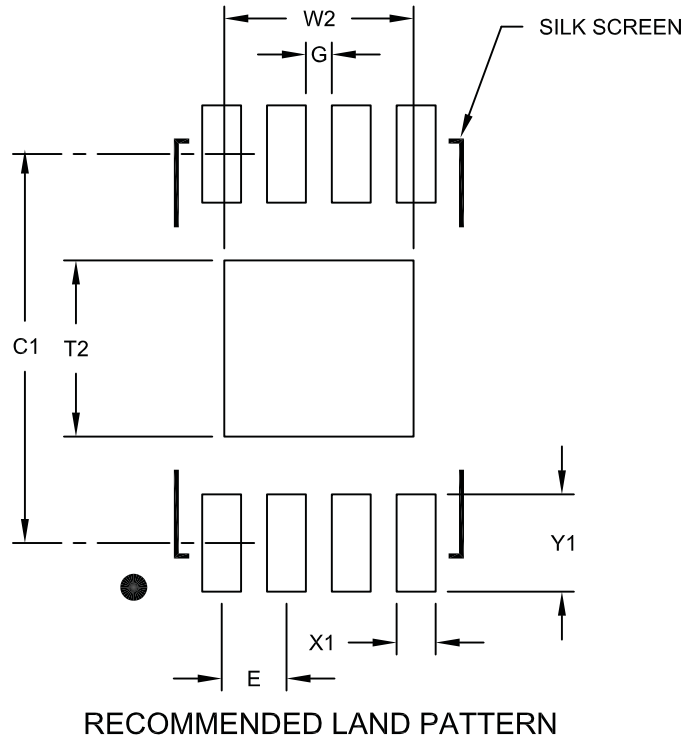 W2
SILK SCREEN
G
C1
T2
Y1
X1
E
RECOMMENDED LAND PATTERN